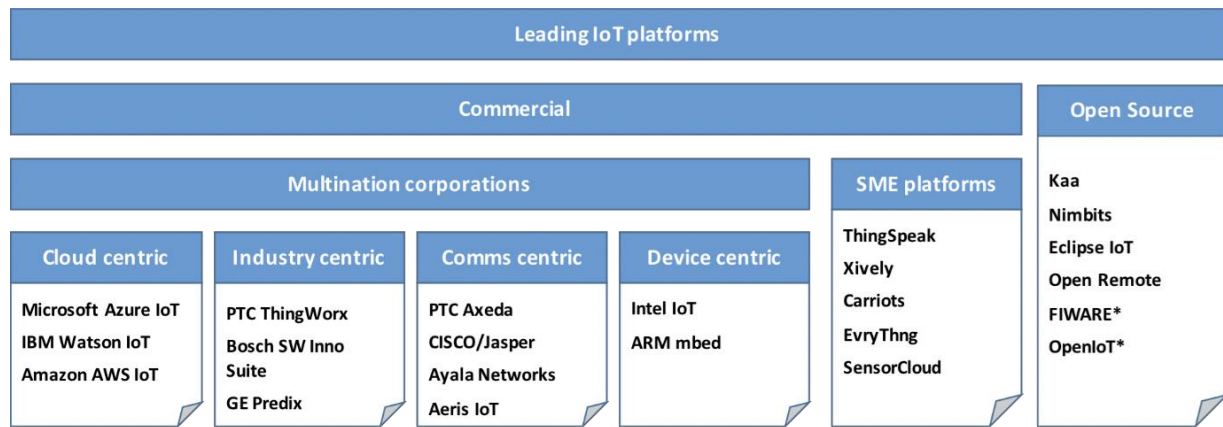 Leading IoT platforms
Commercial
Open Source
Multination corporations
SME platforms
Cloud centric
Industry centric
Comms centric
Device centric
Microsoft Azure IoT
IBM Watson IoT
Amazon AWS IoT
PTC ThingWorx
Bosch SW Inno
Suite
GE Predix
PTC Axeda
CISCO/Jasper
Ayala Networks
Aeris IoT
Intel IoT
ARM mbed
ThingSpeak
Xively
Carriots
EvryThng
SensorCloud
Kaa
Nimbits
Eclipse IoT
Open Remote
FIWARE*
OpenIoT*